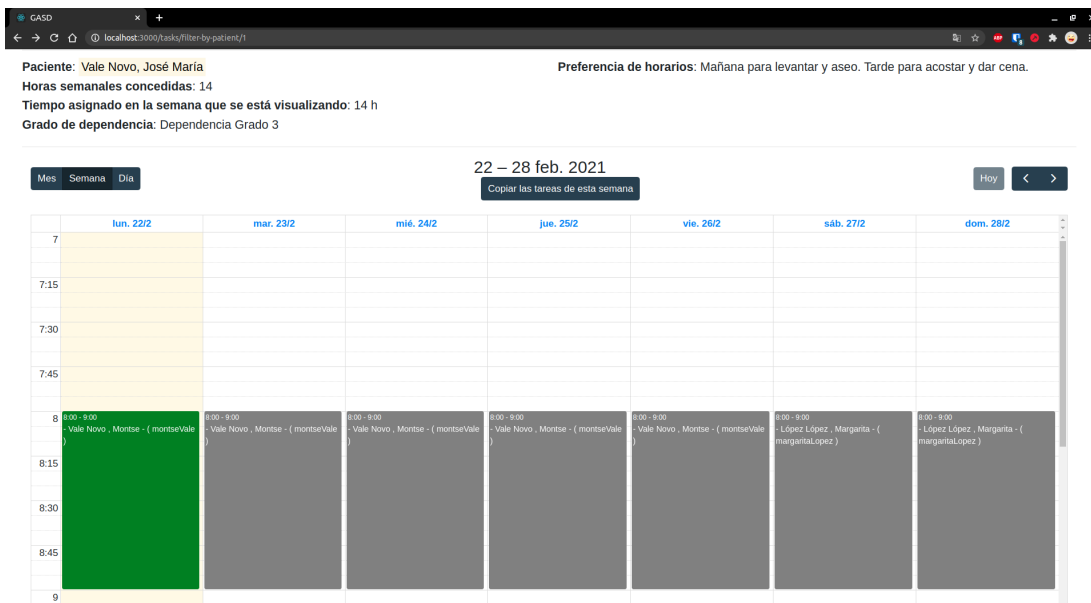 GASD
localhost:3000/tasks/filter-by-patient/1
Paciente: Vale Novo, José María
Preferencia de horarios: Mañana para levantar y aseo. Tarde para acostar y dar cena.
Horas semanales concedidas: 14
Tiempo asignado en la semana que se está visualizando: 14 h
Grado de dependencia: Dependencia Grado 3
22 – 28 feb. 2021
Mes Semana Día
Copiar las tareas de esta semana
Hoy
lun. 22/2 mar. 23/2 mié. 24/2 jue. 25/2 vie. 26/2 sáb. 27/2 dom. 28/2
7
7:15
7:30
7:45
8
8:00 - 9:00
- Vale Novo , Montse - ( montseVale
)
8:00 - 9:00
- Vale Novo , Montse - ( montseVale
)
8:00 - 9:00
- Vale Novo , Montse - ( montseVale
)
8:00 - 9:00
- Vale Novo , Montse - ( montseVale
)
8:00 - 9:00
- Vale Novo , Montse - ( montseVale
)
8:00 - 9:00
- López López , Margarita - (
margaritaLopez )
8:00 - 9:00
- López López , Margarita - (
margaritaLopez )
8:15
8:30
8:45
9